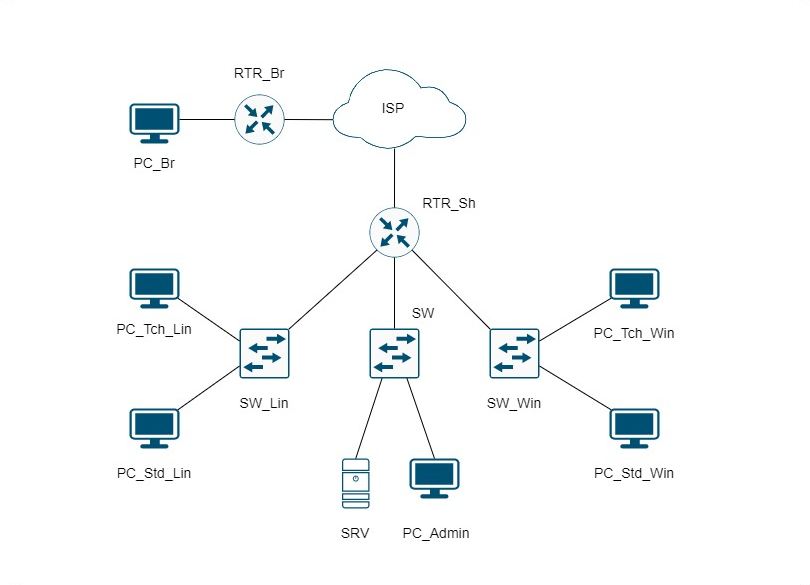 RTR_Br
ISP
PC_Br
RTR_Sh
SW
PC_Tch_Lin
PC_Tch_Win
SW_Lin
SW_Win
PC_Std_Lin
PC_Std_Win
SRV
PC_Admin